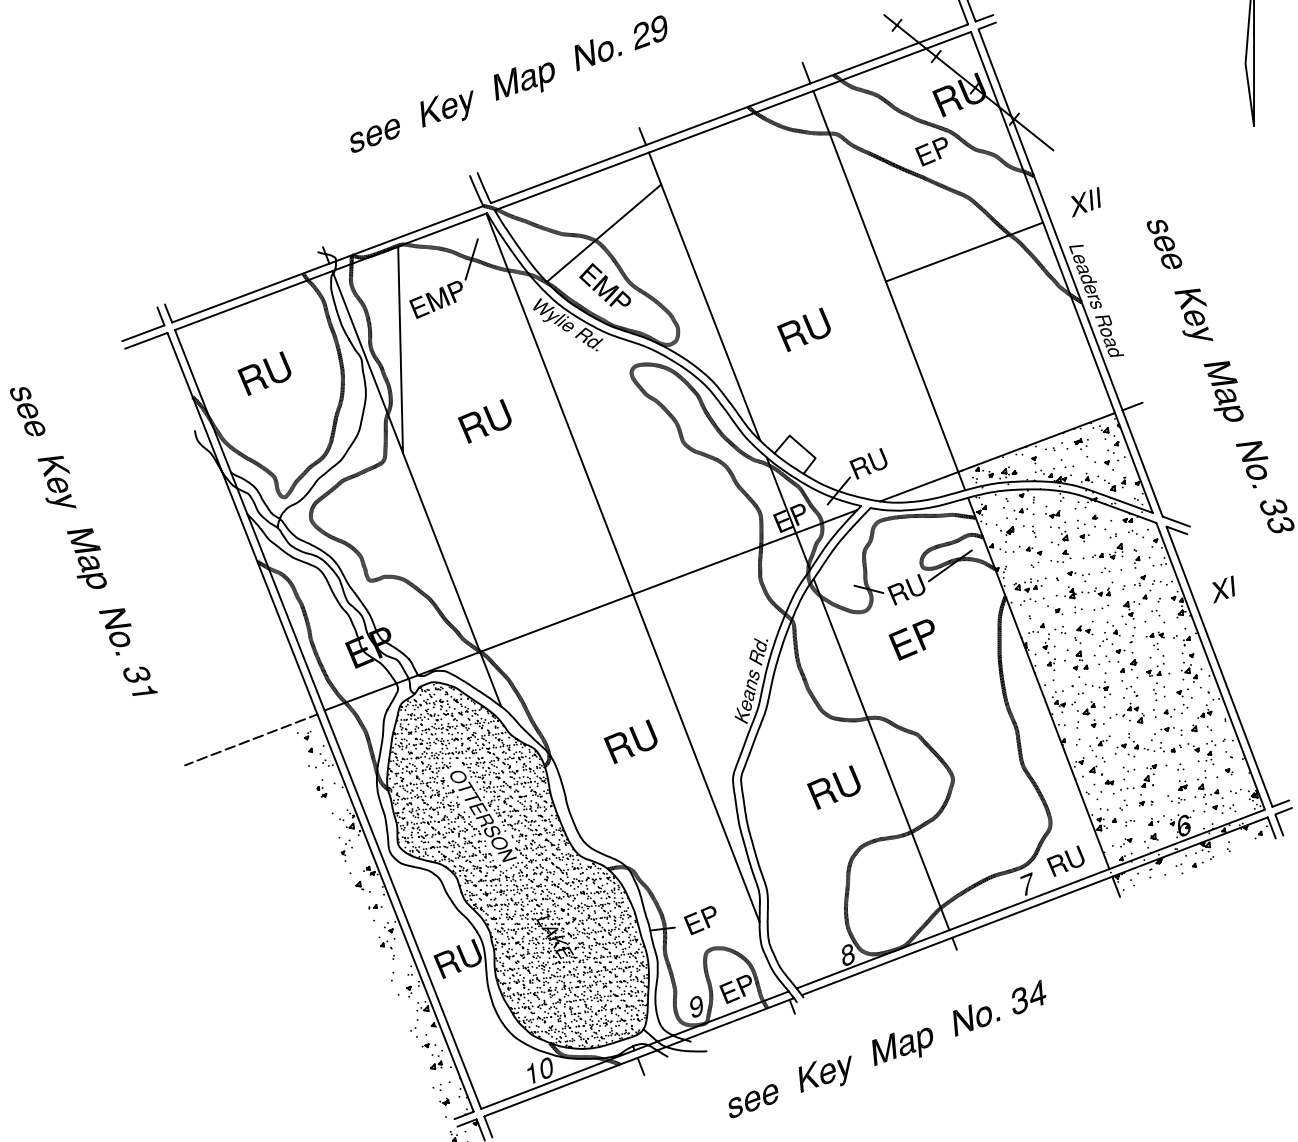 see Key Map No. 29
RU
EP
XII
EMP
EMP
Wylie Rd.
RU
Leaders Road
see Key Map No. 33
RU
RU
see Key Map No. 31
RU
EP
RU
XI
EP
EP
Keans Rd.
RU
RU
OTTERSON
LAKE
6
7
RU
EP
RU
8
9
EP
10
see Key Map No. 34